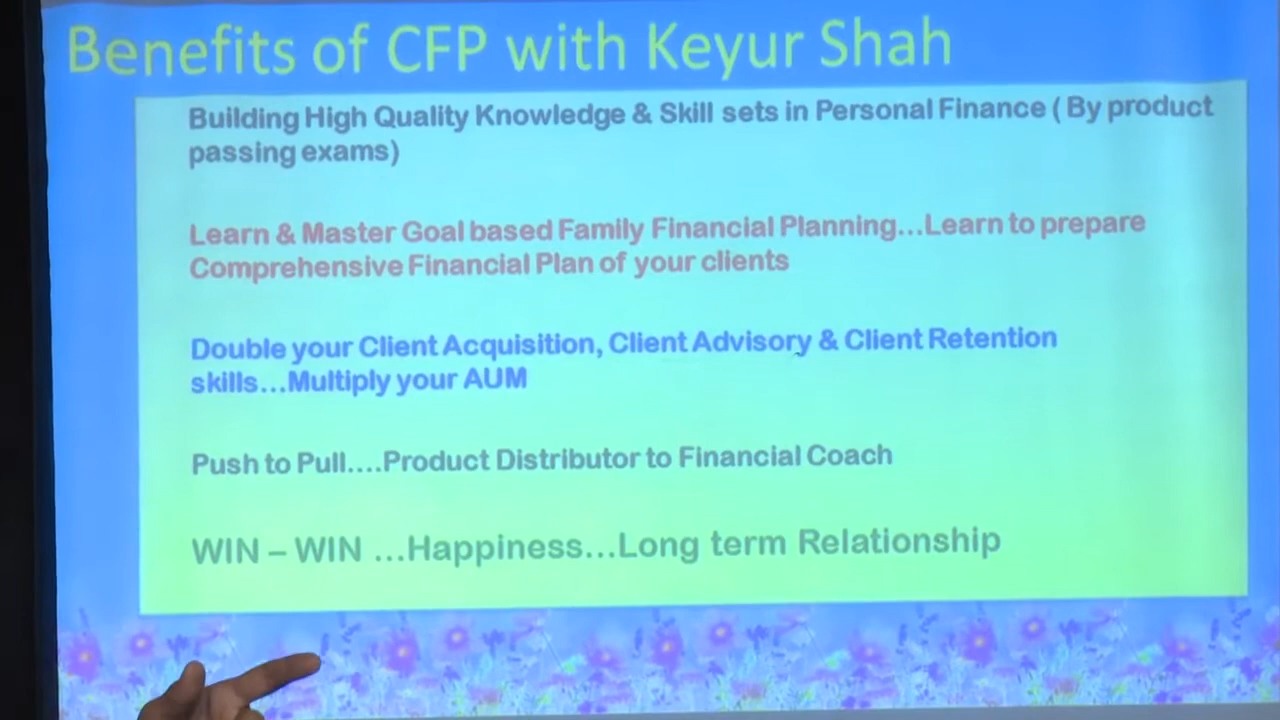 Benefits of CFP with Keyur Shah
Building High Quality Knowledge & Skill sets in Personal Finance ( By product
passing exams)
Learn & Master Goal based Family Financial Planning...Learn to prepare
Comprehensive Financial Plan of your clients
Double your Client Acquisition, Client Advisory & Client Retention
skills...Multiply your AUM
Push to Pull....Product Distributor to Financial Coach
WIN – WIN ...Happiness...Long term Relationship